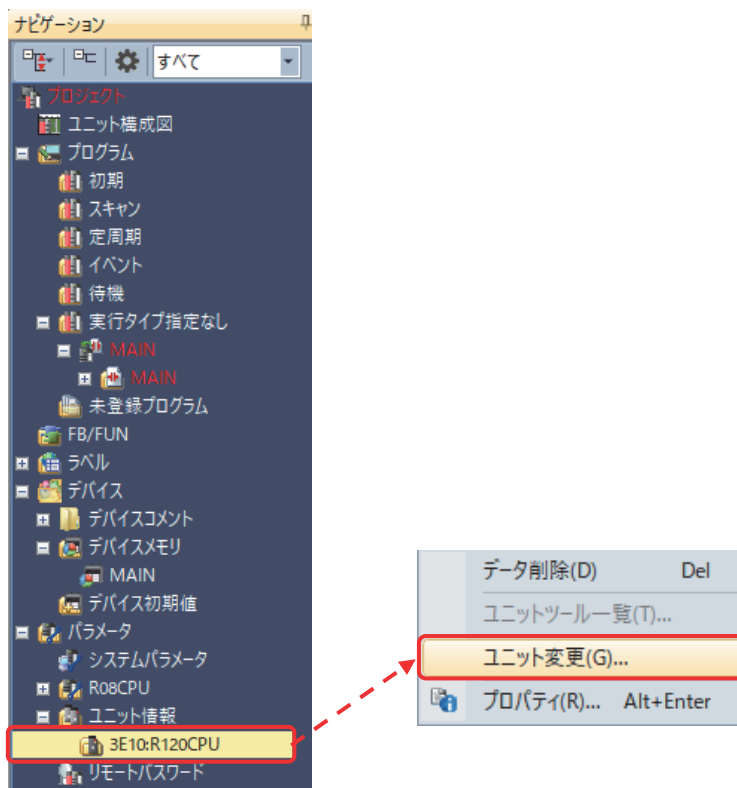 ナビゲーション
すべて
プロジェクト
ユニット構成図
プログラム
初期
スキャン
定周期
イベント
待機
実行タイプ指定なし
MAIN
MAIN
未登録プログラム
FB/FUN
ラベル
デバイス
デバイスコメント
デバイスメモリ
MAIN
デバイス初期値
パラメータ
システムパラメータ
R08CPU
ユニット情報
3E10:R120CPU
リモートパスワード
データ削除(D) Del
ユニットツール一覧(T)...
ユニット変更(G)...
プロパティ(R)... Alt+Enter